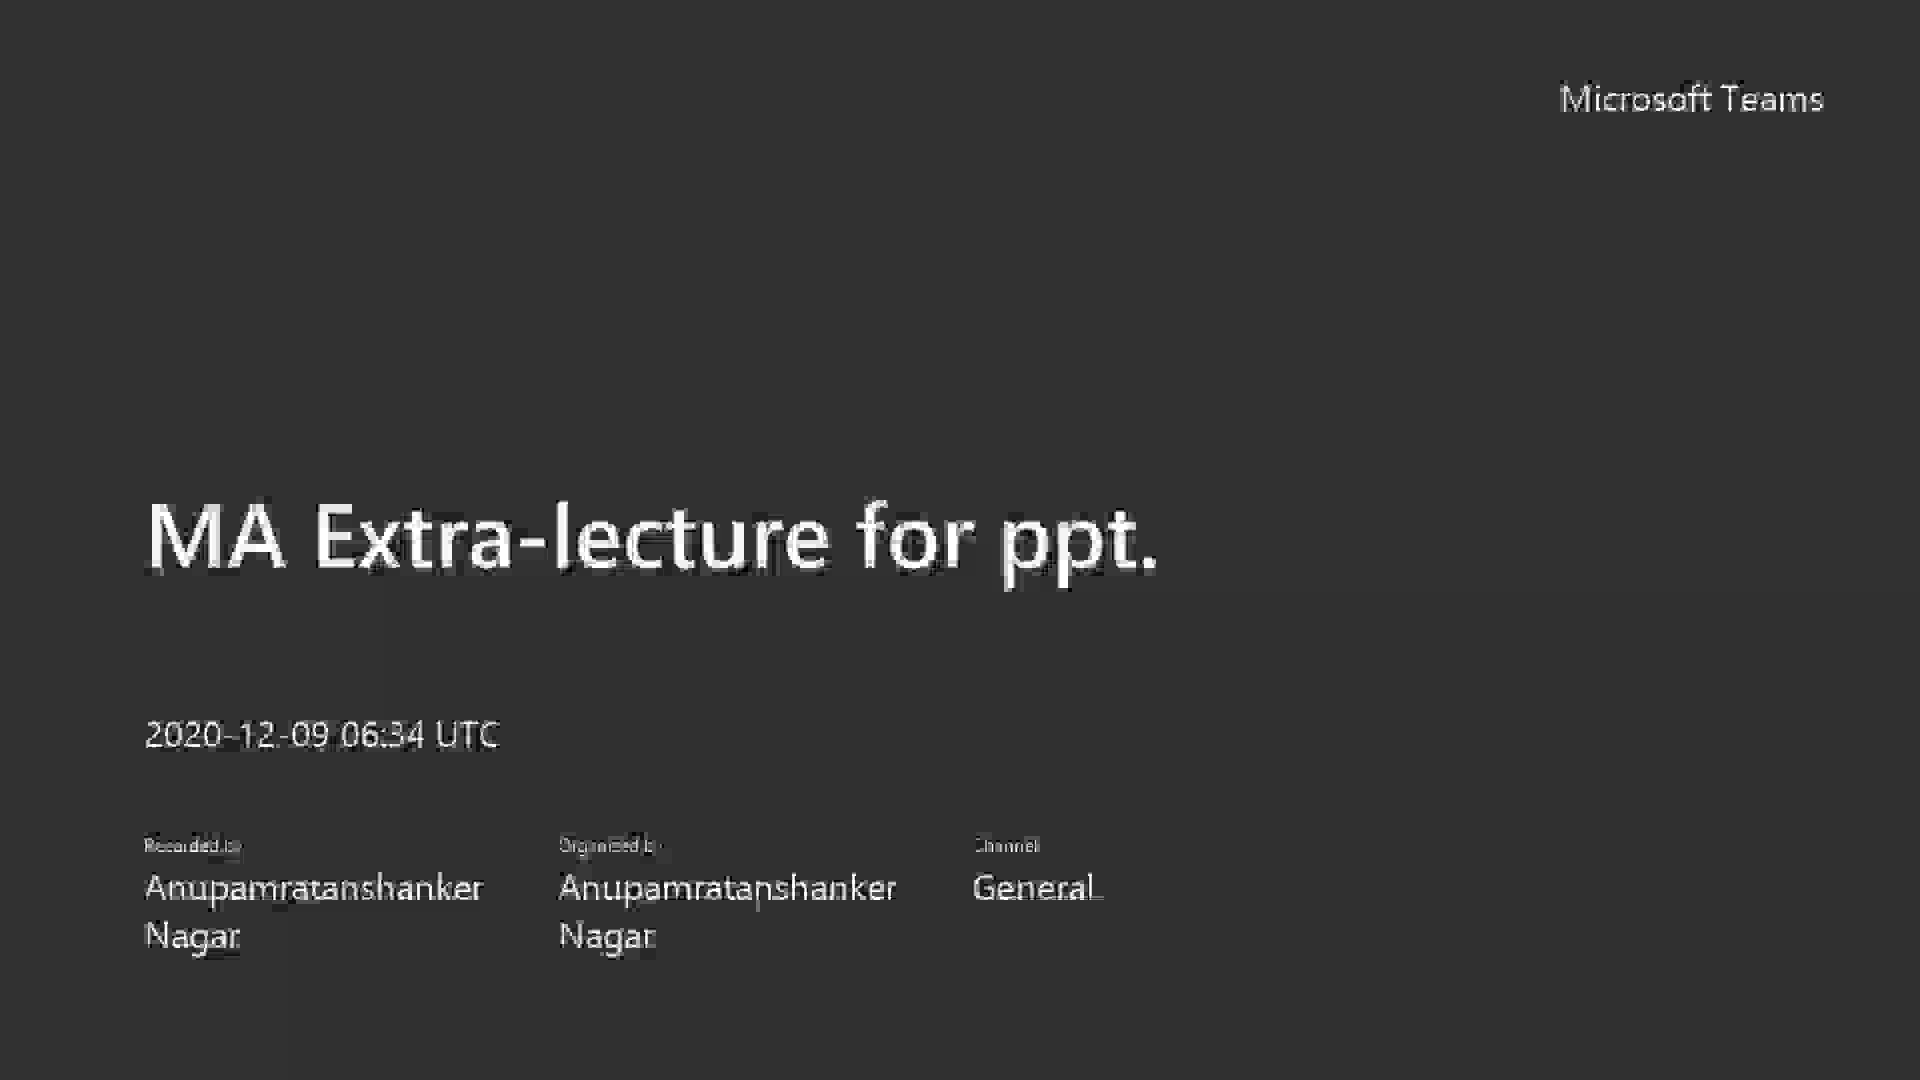 Microsoft Teams
MA Extra-lecture for ppt.
2020-12-09 06:34 UTC
Recorded by
Organized by
Channel
Anupamratanshanker
Nagar
Anupamratanshanker
Nagar
General